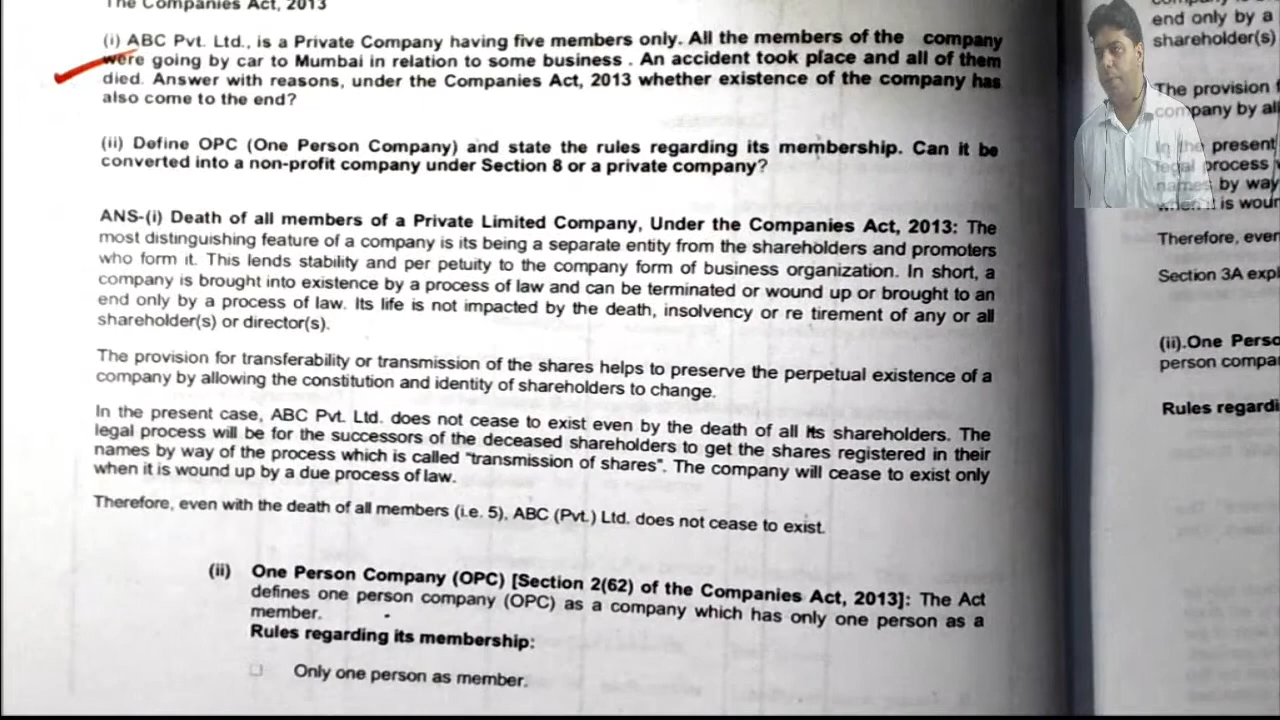 The Companies Act, 2013
(i) ABC Pvt. Ltd., is a Private Company having five members only. All the members of the company
were going by car to Mumbai in relation to some business . An accident took place and all of them
died. Answer with reasons, under the Companies Act, 2013 whether existence of the company has
also come to the end?
(ii) Define OPC (One Person Company) and state the rules regarding its membership. Can it be
converted into a non-profit company under Section 8 or a private company?
ANS-(i) Death of all members of a Private Limited Company, Under the Companies Act, 2013: The
most distinguishing feature of a company is its being a separate entity from the shareholders and promoters
who form it. This lends stability and per petuity to the company form of business organization. In short, a
company is brought into existence by a process of law and can be terminated or wound up or brought to an
end only by a process of law. Its life is not impacted by the death, insolvency or re tirement of any or all
shareholder(s) or director(s).
The provision for transferability or transmission of the shares helps to preserve the perpetual existence of a
company by allowing the constitution and identity of shareholders to change.
In the present case, ABC Pvt. Ltd. does not cease to exist even by the death of all its shareholders. The
legal process will be for the successors of the deceased shareholders to get the shares registered in their
names by way of the process which is called "transmission of shares". The company will cease to exist only
when it is wound up by a due process of law.
Therefore, even with the death of all members (i.e. 5), ABC (Pvt.) Ltd. does not cease to exist.
(ii) One Person Company (OPC) [Section 2(62) of the Companies Act, 2013]: The Act
defines one person company (OPC) as a company which has only one person as a
member.
Rules regarding its membership:
Only one person as member.
end only by a
shareholder(s)
The provision
company by all
In the present
legal process
names by way
when it is
Therefore, even
Section 3A
(ii).One
person
Rules